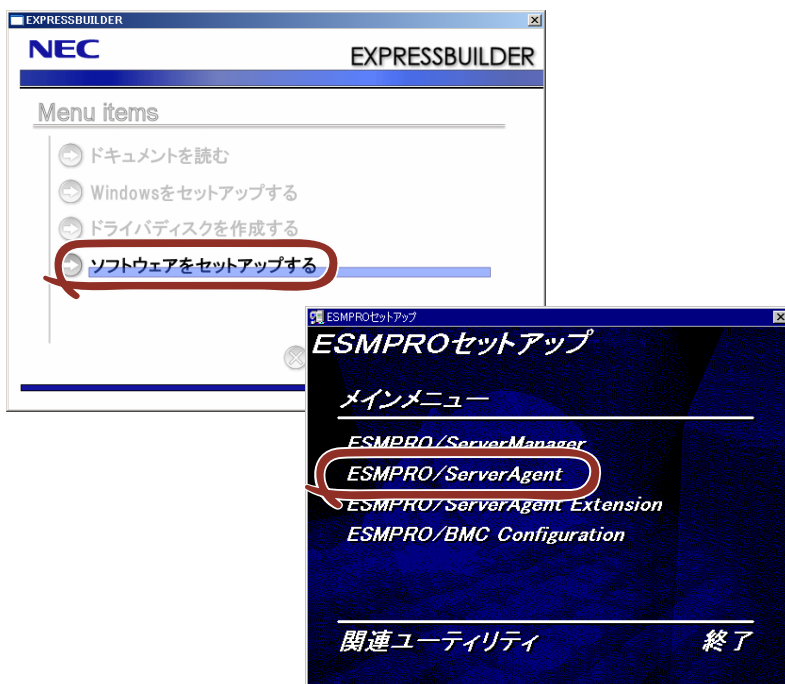 EXPRESSBUILDER
NEC
EXPRESSBUILDER
Menu items
ドキュメントを読む
Windowsをセットアップする
ドライバディスクを作成する
ソフトウェアをセットアップする
ESMPROセットアップ
ESMPROセットアップ
メインメニュー
ESMPRO/ServerManager
ESMPRO/ServerAgent
ESMPRO/ServerAgent Extension
ESMPRO/BMC Configuration
関連ユーティリティ
終了